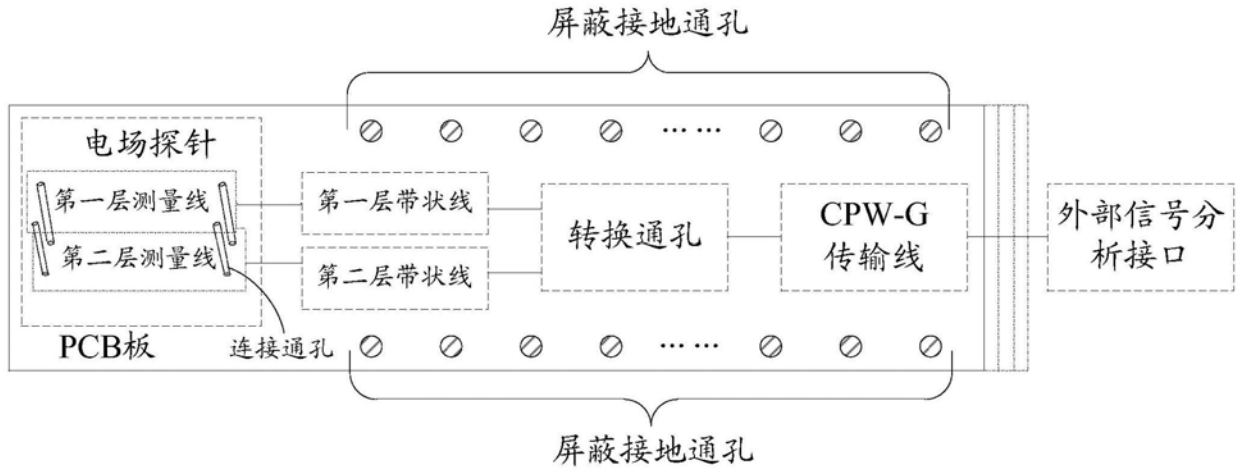 屏蔽接地通孔
电场探针
第一层测量线
第二层测量线
PCB板
连接通孔
第一层带状线
第二层带状线
转换通孔
CPW-G
传输线
外部信号分
析接口
…… 
……
屏蔽接地通孔